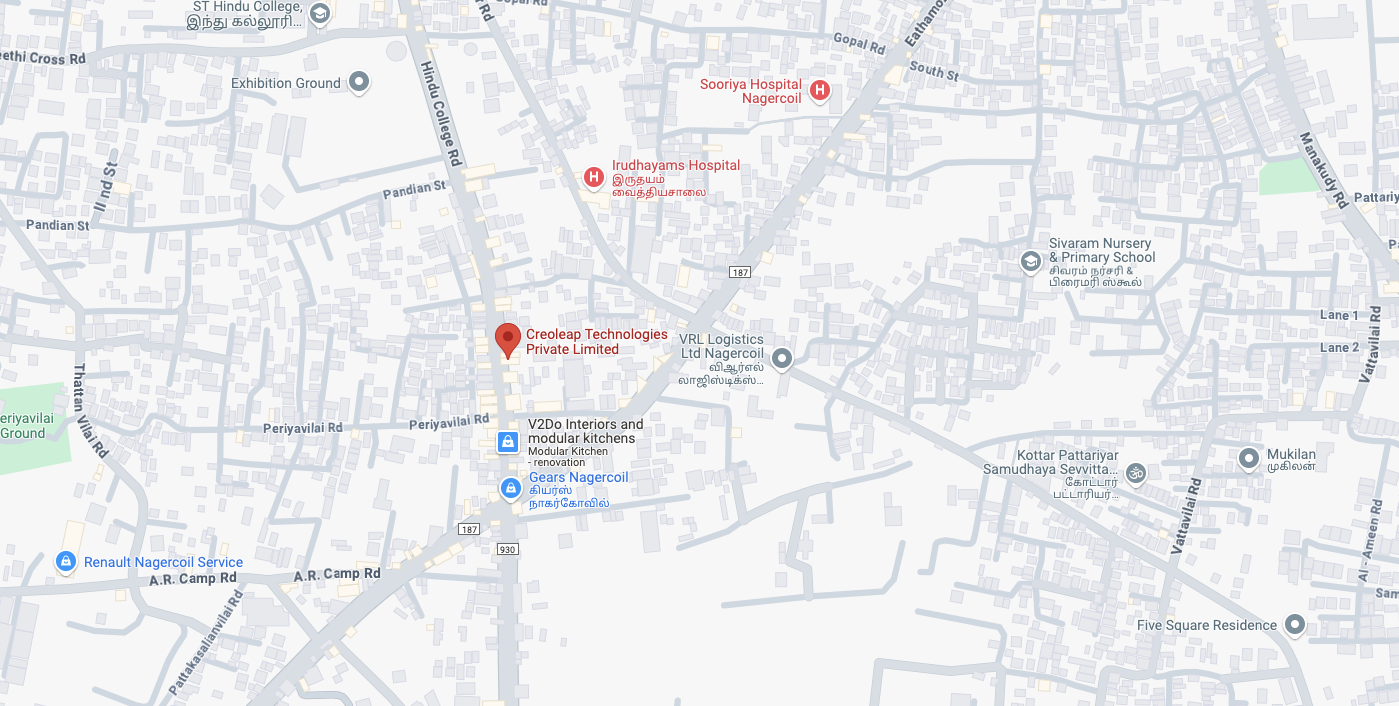 ST Hindu College,
இந்து கல்லூரி...
Gopal Rd
Gopal Rd
South St
Cross Rd
Exhibition Ground
Hindu College Rd
Sooriya Hospital
Nagercoil
Manakudy Rd
II nd St
Irudhayams Hospital
இருதயம்
வைத்தியசாலை
Pandian St
Pandian St
Sivaram Nursery
& Primary School
சிவரம் நர்சரி &
பிரைமரி ஸ்கூல்
187
Lane 1
Lane 2
Vattavilai Rd
Creoleap Technologies
Private Limited
VRL Logistics
Ltd Nagercoil
விஆர்எல்
லாஜிஸ்டிக்ஸ்...
Thattan Vilai Rd
Ground
Periyavilai Rd
Periyavilai Rd
V2Do Interiors and
modular kitchens
Modular Kitchen
- renovation
Gears Nagercoil
கியர்ஸ்
நாகர்கோவில்
Kottar Pattariyar
Samudhaya Sevvitta...
கோட்டார்
பட்டாரியர்...
Mukilan
முகிலன்
Vattavilai Rd
187
930
Al - Ameen Rd
Renault Nagercoil Service
A.R. Camp Rd
A.R. Camp Rd
Pattakasalianvilai Rd
Five Square Residence